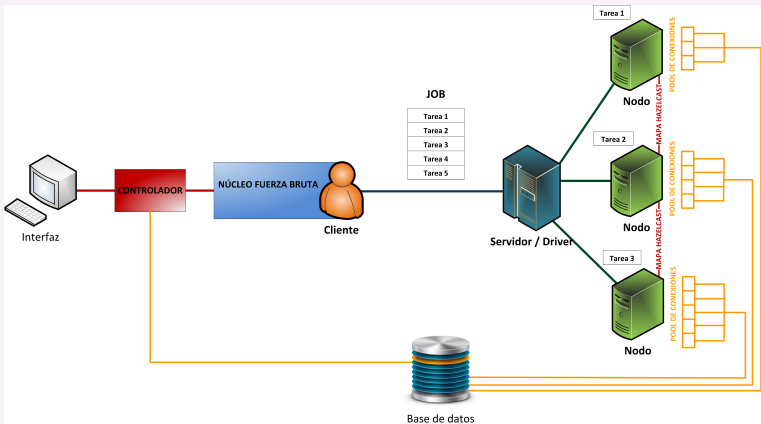 Tarea 1
POOL DE CONEXIONES
Nodo
MAPA HAZELCAST
JOB
Tarea 1
Tarea 2
Tarea 3
Tarea 4
Tarea 5
Tarea 2
POOL DE CONEXIONES
Nodo
MAPA HAZELCAST
CONTROLADOR
NÚCLEO FUERZA BRUTA
Cliente
Interfaz
Servidor / Driver
Tarea 3
POOL DE CONEXIONES
Nodo
Base de datos